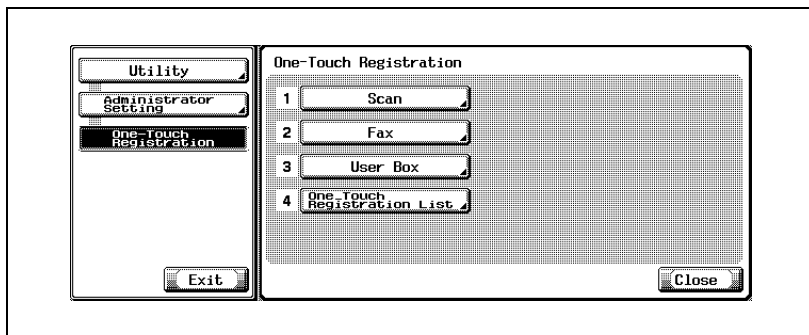 Utility
Administrator
Setting
One-Touch
Registration
Exit
One-Touch Registration
1 Scan
2 Fax
3 User Box
4 One-Touch
Registration List
Close